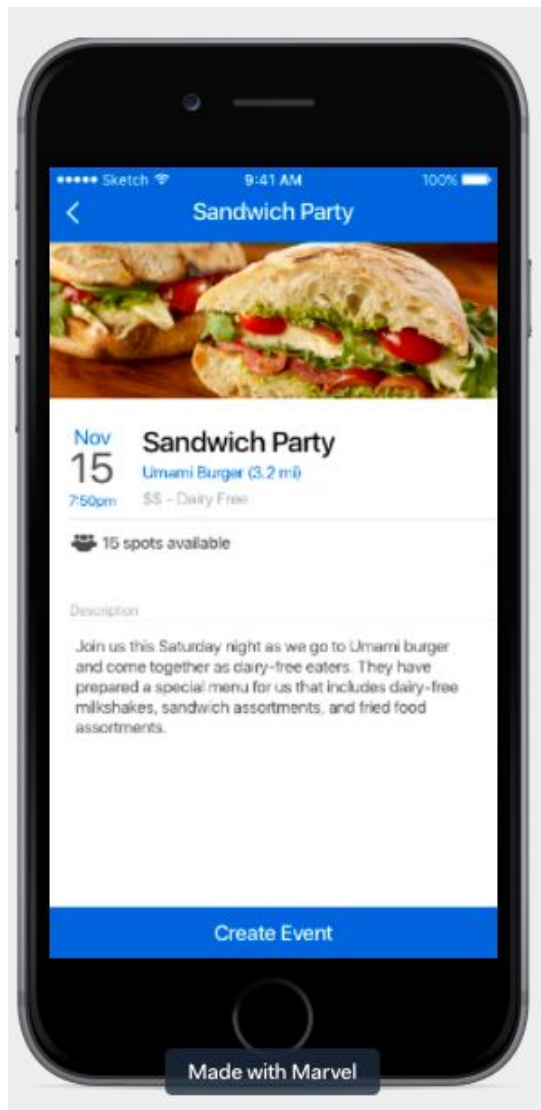 Sketch 9:41 AM 100%
Sandwich Party
Nov
15
7:50pm
Sandwich Party
Umami Burger (3.2 mi)
$$ - Dairy Free
15 spots available
Description
Join us this Saturday night as we go to Umami burger
and come together as dairy-free eaters. They have
prepared a special menu for us that includes dairy-free
milkshakes, sandwich assortments, and fried food
assortments.
Create Event
Made with Marvel